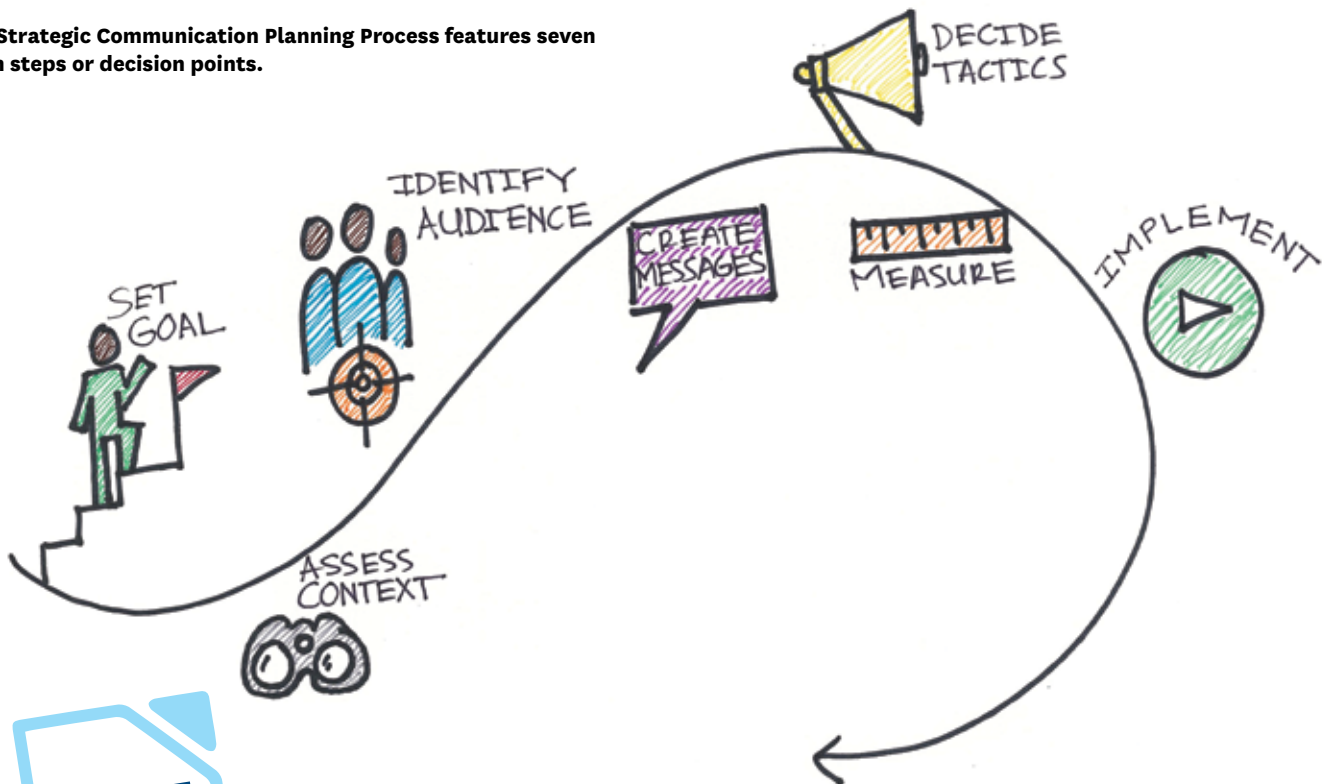 Strategic Communication Planning Process features seven
steps or decision points.
SET
GOAL
ASSESS
CONTEXT
IDENTIFY
AUDIENCE
CREATE
MESSAGES
DECIDE
TACTICS
MEASURE
IMPLEMENT